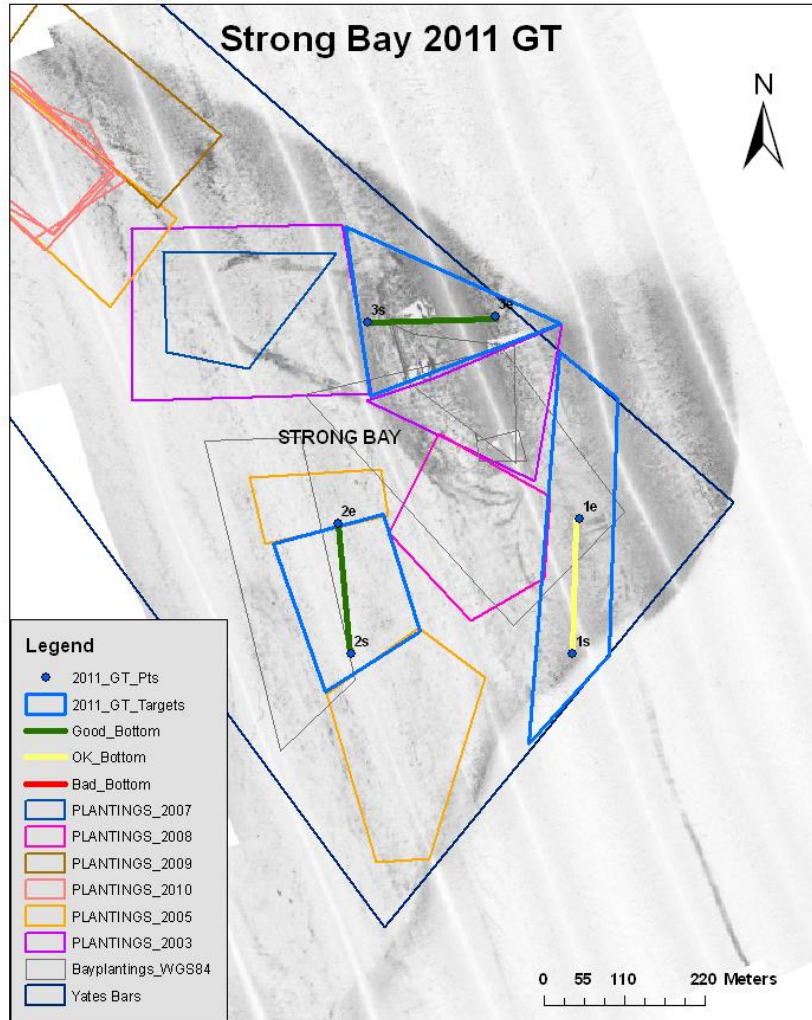 Strong Bay 2011 GT
N
3s
3e
STRONG BAY
2e
1e
2s
1s
Legend
2011_GT_Pts
2011_GT_Targets
Good_Bottom
OK_Bottom
Bad_Bottom
PLANTINGS_2007
PLANTINGS_2008
PLANTINGS_2009
PLANTINGS_2010
PLANTINGS_2005
PLANTINGS_2003
Bayplantings_WGS84
Yates Bars
0 55 110 220 Meters